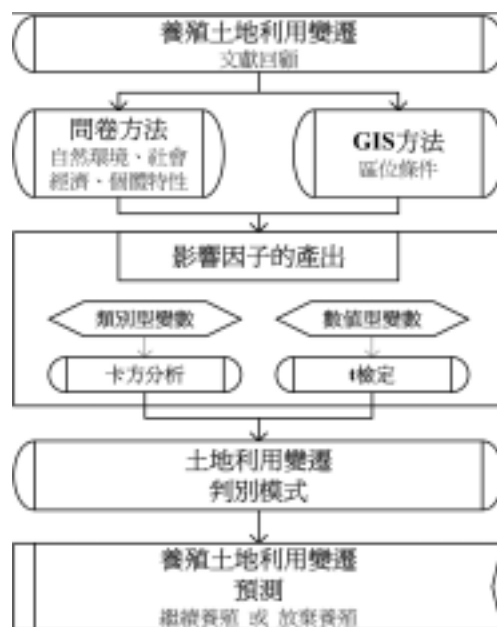 養殖土地利用變遷
文獻回顧
問卷方法
自然環境、社會
經濟、個體特性
GIS方法
區位條件
影響因子的產出
類別型變數
數值型變數
卡方分析
t檢定
土地利用變遷
判別模式
養殖土地利用變遷
預測
繼續養殖 或 放棄養殖